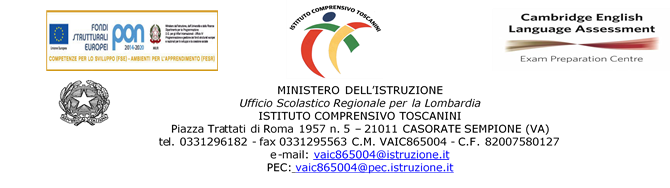 FONDI
STRUTTURALI
EUROPEI
pon
2014-2020
COMPETENZE PER LO SVILUPPO (FSE) - AMBIENTI PER L'APPRENDIMENTO (FESR)
ISTITUTO COMPRENSIVO TOSCANINI
Cambridge English
Language Assessment
Exam Preparation Centre
MINISTERO DELL'ISTRUZIONE
Ufficio Scolastico Regionale per la Lombardia
ISTITUTO COMPRENSIVO TOSCANINI
Piazza Trattati di Roma 1957 n. 5 – 21011 CASORATE SEMPIONE (VA)
tel. 0331296182 - fax 0331295563 C.M. VAIC865004 - C.F. 82007580127
e-mail: vaic865004@istruzione.it
PEC: vaic865004@pec.istruzione.it